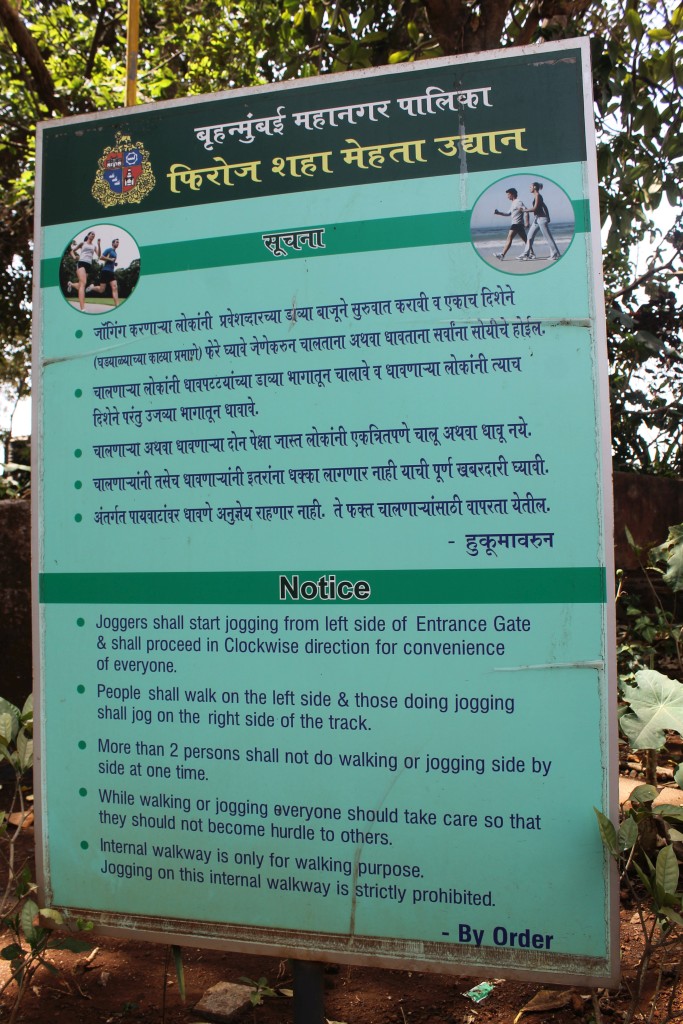 बृहन्मुंबई महानगर पालिका
फिरोज शहा मेहता उद्यान
सूचना
जॉगिंग करणाऱ्या लोकांनी प्रवेशव्दारच्या डाव्या बाजूने सुरुवात करावी व एकाच दिशेने
(घड्याळ्याच्या काट्या प्रमाणे) फेरे घ्यावे जेणेकरुन चालताना अथवा धावताना सर्वांना सोयीचे होईल.
चालणाऱ्या लोकांनी धावपटटयांच्या डाव्या भागातून चालावे व धावणाऱ्या लोकांनी त्याच
दिशेने परंतु उजव्या भागातून धावावे.
चालणाऱ्या अथवा धावणाऱ्या दोन पेक्षा जास्त लोकांनी एकत्रितपणे चालू अथवा धावू नये.
चालणाऱ्यांनी तसेच धावणाऱ्यांनी इतरांना धक्का लागणार नाही याची पूर्ण खबरदारी घ्यावी.
अंतर्गत पायवाटांवर धावणे अनुज्ञेय राहणार नाही. ते फक्त चालणाऱ्यांसाठी वापरता येतील.
- हुकूमावरुन
Notice
Joggers shall start jogging from left side of Entrance Gate
& shall proceed in Clockwise direction for convenience
of everyone.
People shall walk on the left side & those doing jogging
shall jog on the right side of the track.
More than 2 persons shall not do walking or jogging side by
side at one time.
While walking or jogging everyone should take care so that
they should not become hurdle to others.
Internal walkway is only for walking purpose.
Jogging on this internal walkway is strictly prohibited.
- By Order